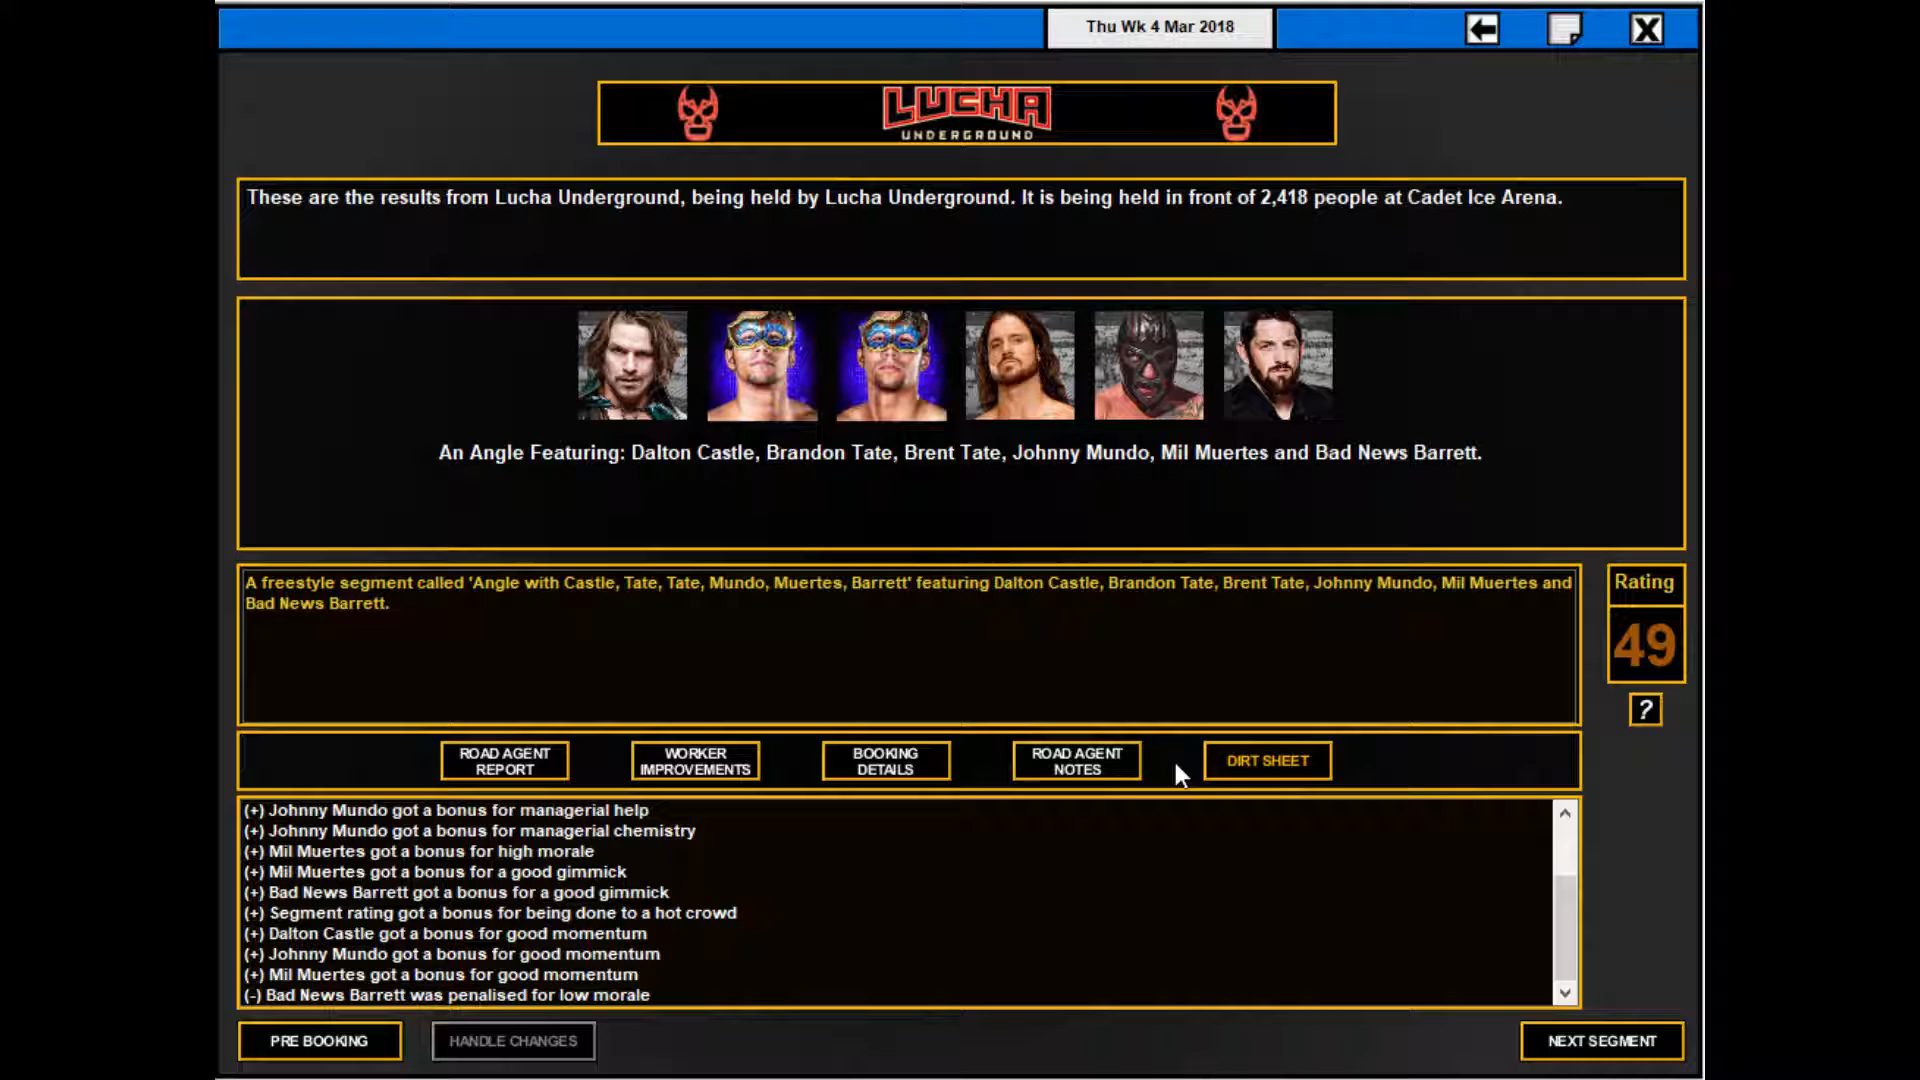 Thu Wk 4 Mar 2018
X
LUCHA
UNDERGROUND
These are the results from Lucha Underground, being held by Lucha Underground. It is being held in front of 2,418 people at Cadet Ice Arena.
An Angle Featuring: Dalton Castle, Brandon Tate, Brent Tate, Johnny Mundo, Mil Muertes and Bad News Barrett.
A freestyle segment called 'Angle with Castle, Tate, Tate, Mundo, Muertes, Barrett' featuring Dalton Castle, Brandon Tate, Brent Tate, Johnny Mundo, Mil Muertes and
Bad News Barrett.
Rating
49
?
ROAD AGENT
REPORT
WORKER
IMPROVEMENTS
BOOKING
DETAILS
ROAD AGENT
NOTES
DIRT SHEET
(+) Johnny Mundo got a bonus for managerial help
(+) Johnny Mundo got a bonus for managerial chemistry
(+) Mil Muertes got a bonus for high morale
(+) Mil Muertes got a bonus for a good gimmick
(+) Bad News Barrett got a bonus for a good gimmick
(+) Segment rating got a bonus for being done to a hot crowd
(+) Dalton Castle got a bonus for good momentum
(+) Johnny Mundo got a bonus for good momentum
(+) Mil Muertes got a bonus for good momentum
(-) Bad News Barrett was penalised for low morale
PRE BOOKING
HANDLE CHANGES
NEXT SEGMENT